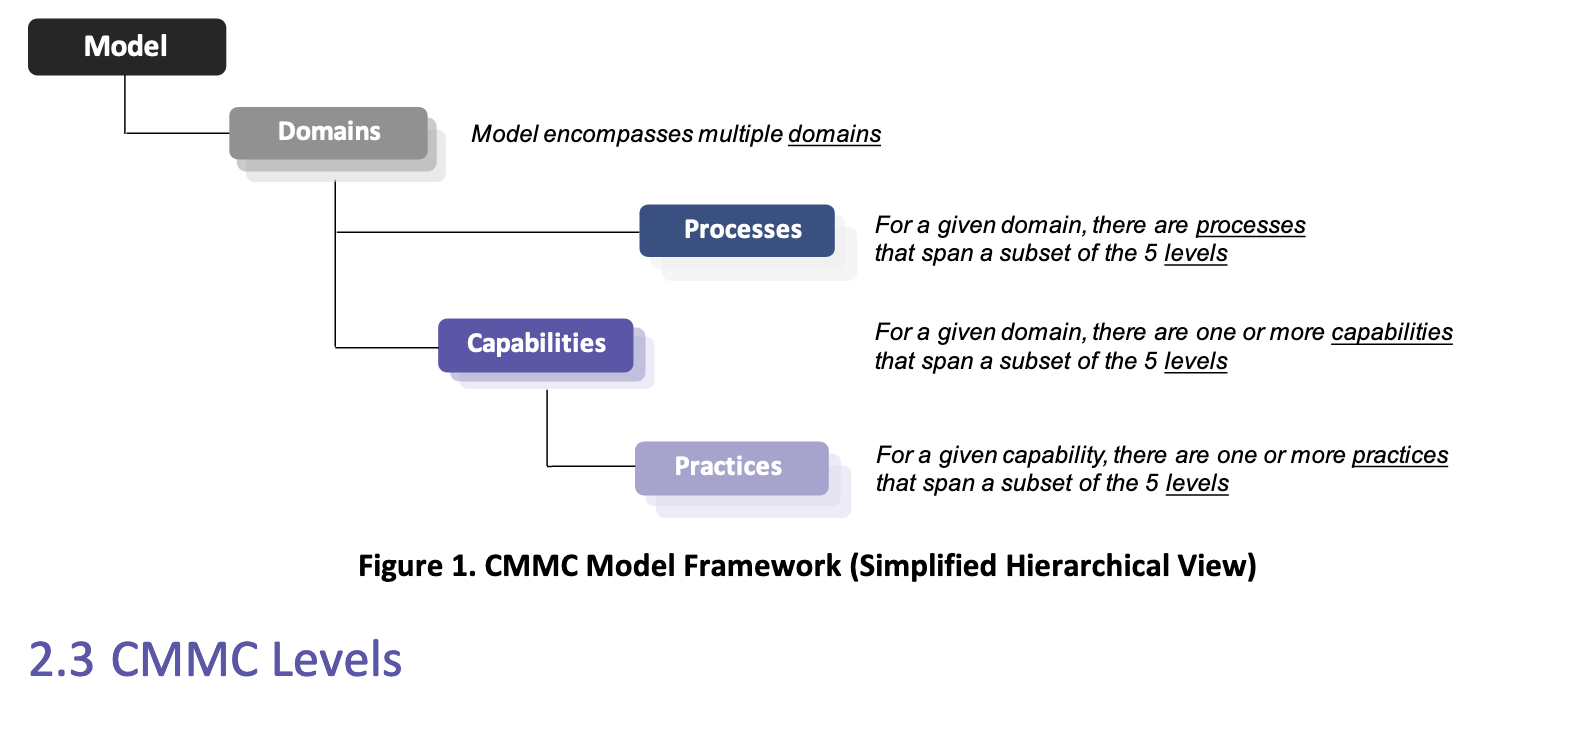 Model
Domains
Model encompasses multiple domains
Processes
For a given domain, there are processes
that span a subset of the 5 levels
Capabilities
For a given domain, there are one or more capabilities
that span a subset of the 5 levels
Practices
For a given capability, there are one or more practices
that span a subset of the 5 levels
Figure 1. CMMC Model Framework (Simplified Hierarchical View)
2.3 CMMC Levels